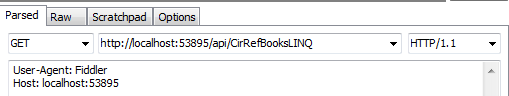 Parsed Raw Scratchpad Options
GET http://localhost:53895/api/CirRefBooksLINQ HTTP/1.1
User-Agent: Fiddler
Host: localhost:53895